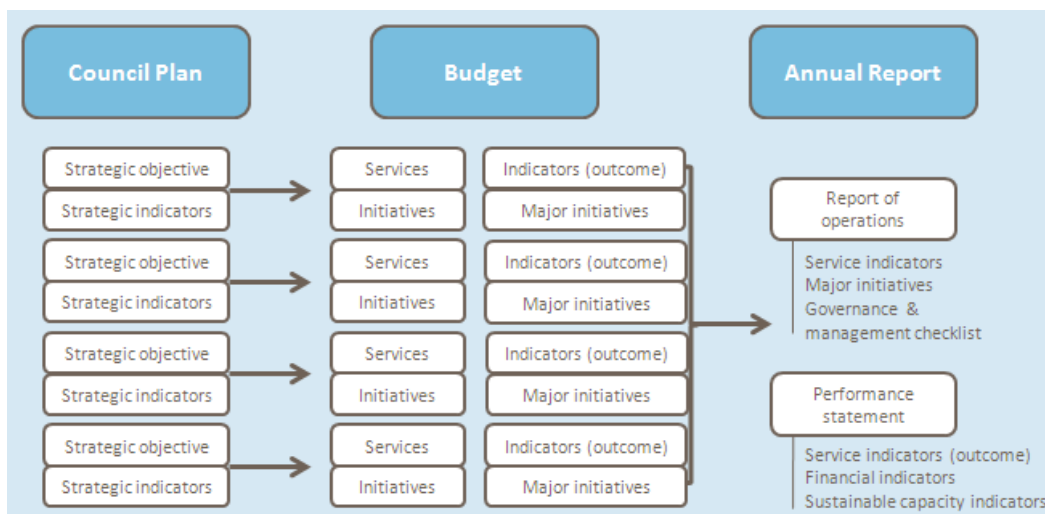 Council Plan
Budget
Annual Report
Strategic objective
Strategic indicators
Services
Initiatives
Indicators (outcome)
Major initiatives
Strategic objective
Strategic indicators
Services
Initiatives
Indicators (outcome)
Major initiatives
Strategic objective
Strategic indicators
Services
Initiatives
Indicators (outcome)
Major initiatives
Strategic objective
Strategic indicators
Services
Initiatives
Indicators (outcome)
Major initiatives
Report of
operations
Service indicators
Major initiatives
Governance &
management checklist
Performance
statement
Service indicators (outcome)
Financial indicators
Sustainable capacity indicators